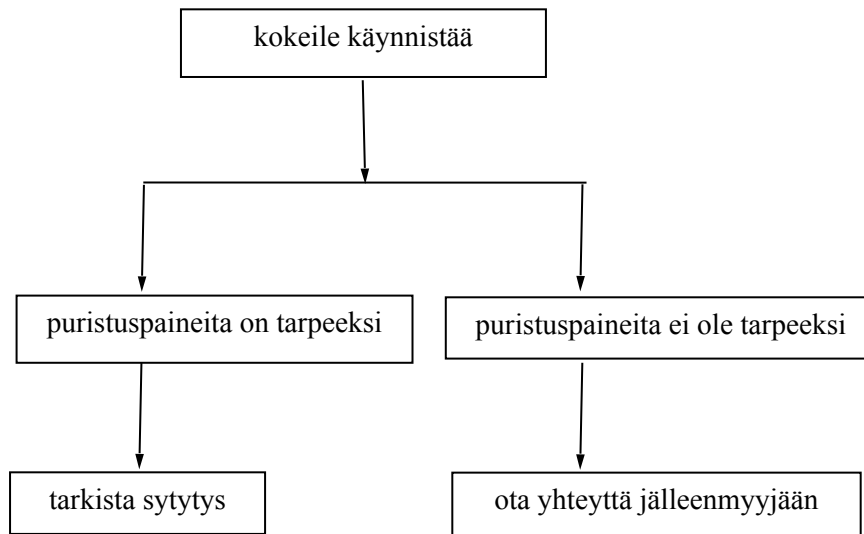 kokeile käynnistää
puristuspaineita on tarpeeksi
puristuspaineita ei ole tarpeeksi
tarkista sytytys
ota yhteyttä jälleenmyyjään